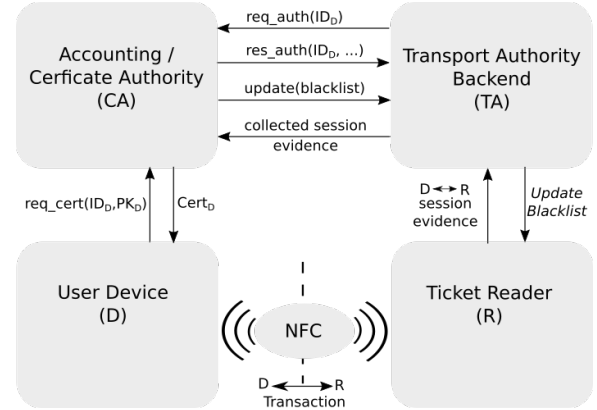 req_auth(ID_D)
Accounting /
Cerficate Authority
(CA)
res_auth(ID_D, ...)
Transport Authority
Backend
(TA)
update(blacklist)
collected session
evidence
req_cert(ID_D,PK_D)
Cert_D
D R
session
evidence
Update
Blacklist
User Device
(D)
Ticket Reader
(R)
NFC
D R
Transaction